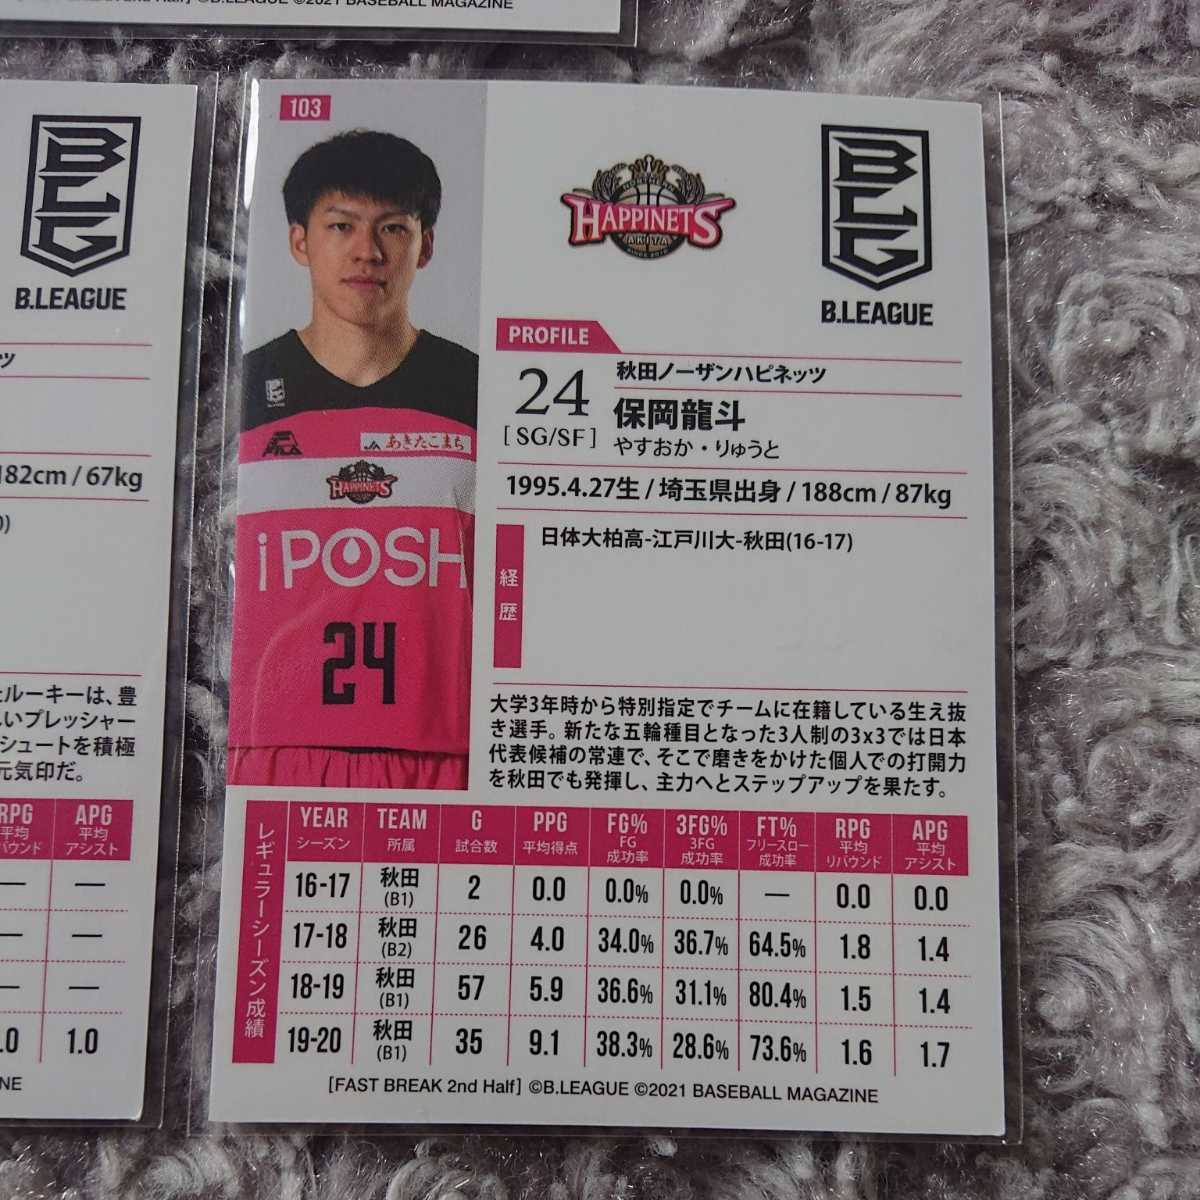 Half] ©B.LEAGUE ©2021 BASEBALL MAGAZINE
B.LEAGUE
ツ
182cm / 67kg
ルーキーは、豊
いプレッシャー
シュートを積極
元気印だ。
RPG APG
平均 平均
バウンド アシスト
— —
— —
— —
.0 1.0
NE
103
HAPPINETS
AKITA
B.LEAGUE
PROFILE
24
[ SG/SF ]
秋田ノーザンハピネッツ
保岡龍斗
やすおか・りゅうと
1995.4.27生 / 埼玉県出身 / 188cm / 87kg
経歴
日体大柏高-江戸川大-秋田(16-17)
FILA
JA あきたこまち
HAPPINETS
iPOSH
24
大学3年時から特別指定でチームに在籍している生え抜
き選手。新たな五輪種目となった3人制の3x3では日本
代表候補の常連で、そこで磨きをかけた個人での打開力
を秋田でも発揮し、主力へとステップアップを果たす。
レギュラーシーズン成績
YEAR TEAM G PPG FG% 3FG% FT% RPG APG
シーズン 所属 試合数 平均得点 FG成功率 3FG成功率 フリースロー成功率 平均リバウンド 平均アシスト
16-17 秋田(B1) 2 0.0 0.0% 0.0% — 0.0 0.0
17-18 秋田(B2) 26 4.0 34.0% 36.7% 64.5% 1.8 1.4
18-19 秋田(B1) 57 5.9 36.6% 31.1% 80.4% 1.5 1.4
19-20 秋田(B1) 35 9.1 38.3% 28.6% 73.6% 1.6 1.7
[FAST BREAK 2nd Half] ©B.LEAGUE ©2021 BASEBALL MAGAZINE